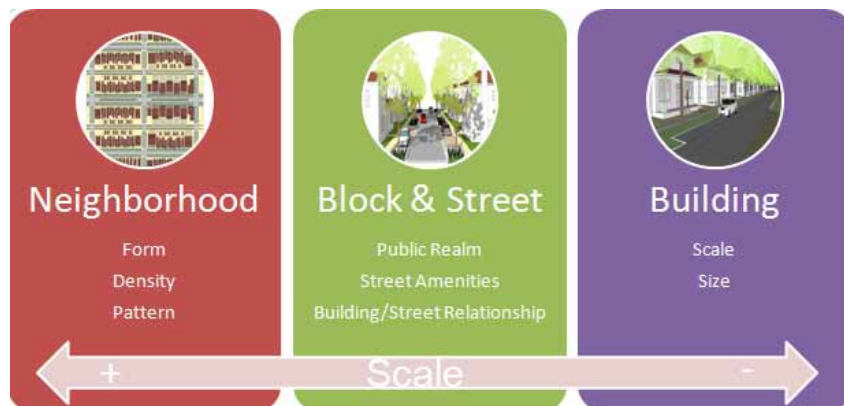 Neighborhood
Form
Density
Pattern
Block & Street
Public Realm
Street Amenities
Building/Street Relationship
Building
Scale
Size
+ Scale -